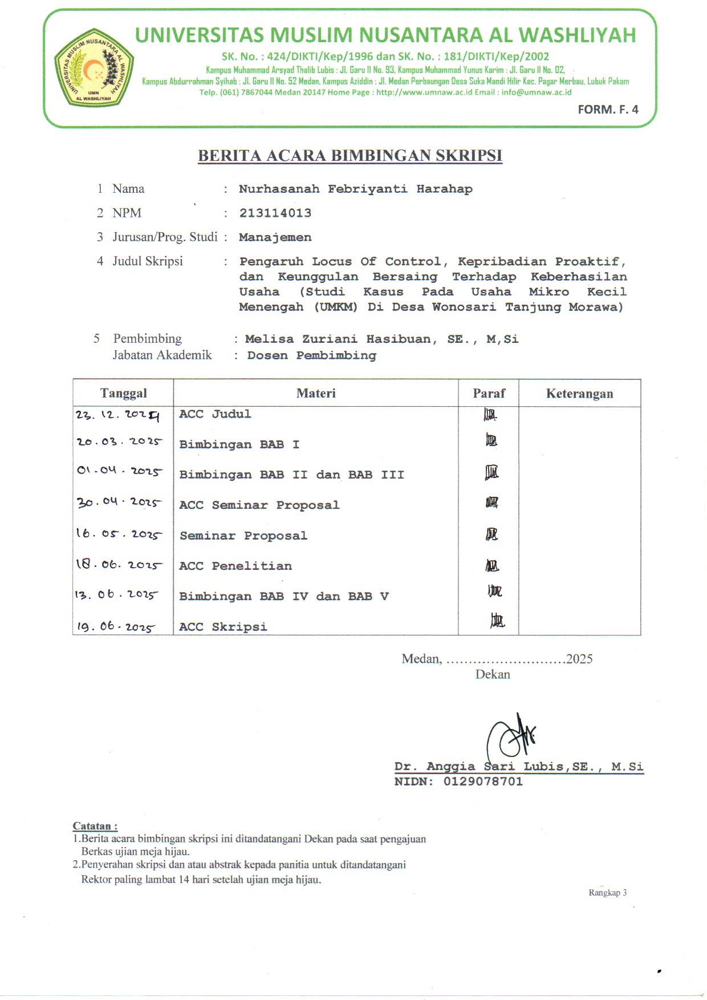 UNIVERSITAS MUSLIM NUSANTARA AL WASHLIYAH
SK. No. : 424/DIKTI/Kep/1996 dan SK. No. : 181/DIKTI/Kep/2002
Kampus Muhammad Arsyad Thalib Lubis : Jl. Garu II No. 93, Kampus Muhammad Yunus Karim : Jl. Garu II No. 02,
Kampus Abdurrahman Syihab : Jl. Garu II No. 52 Medan, Kampus Aziddin : Jl. Medan Perbaungan Desa Suka Mandi Hilir Kec. Pagar Merbau, Lubuk Pakam
Telp. (061) 7867044 Medan 20147 Home Page : http://www.umnaw.ac.id Email : info@umnaw.ac.id
FORM. F. 4
UNIVERSITAS MUSLIM NUSANTARA AL WASHLIYAH
UMN
AL WASHLIYAH
BERITA ACARA BIMBINGAN SKRIPSI
1 Nama : Nurhasanah Febriyanti Harahap
2 NPM : 213114013
3 Jurusan/Prog. Studi : Manajemen
4 Judul Skripsi : Pengaruh Locus Of Control, Kepribadian Proaktif,
dan Keunggulan Bersaing Terhadap Keberhasilan
Usaha (Studi Kasus Pada Usaha Mikro Kecil
Menengah (UMKM) Di Desa Wonosari Tanjung Morawa)
5 Pembimbing : Melisa Zuriani Hasibuan, SE., M,Si
Jabatan Akademik : Dosen Pembimbing
Tanggal Materi Paraf Keterangan
23.12.2024 ACC Judul
20.03.2025 Bimbingan BAB I
01-04.2025 Bimbingan BAB II dan BAB III
30.04.2025 ACC Seminar Proposal
16.05.2025 Seminar Proposal
18.06.2025 ACC Penelitian
13.06.2025 Bimbingan BAB IV dan BAB V
19.06.2025 ACC Skripsi
Medan, ...........................2025
Dekan
Dr. Anggia Sari Lubis,SE., M.Si
NIDN: 0129078701
Catatan :
1.Berita acara bimbingan skripsi ini ditandatangani Dekan pada saat pengajuan
Berkas ujian meja hijau.
2.Penyerahan skripsi dan atau abstrak kepada panitia untuk ditandatangani
Rektor paling lambat 14 hari setelah ujian meja hijau.
Rangkap 3